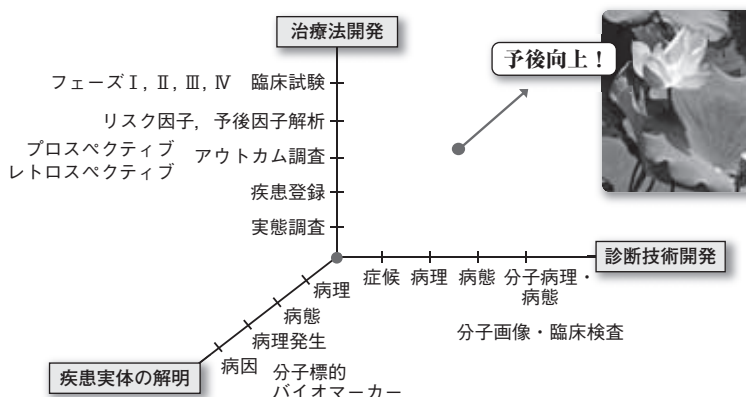 治療法開発
予後向上！
フェーズⅠ, Ⅱ, Ⅲ, Ⅳ 臨床試験
リスク因子, 予後因子解析
プロスペクティブ
レトロスペクティブ
アウトカム調査
疾患登録
実態調査
診断技術開発
症候 病理 病態 分子病理・
病態
分子画像・臨床検査
病理
病態
病理発生
病因
分子標的
バイオマーカー
疾患実体の解明